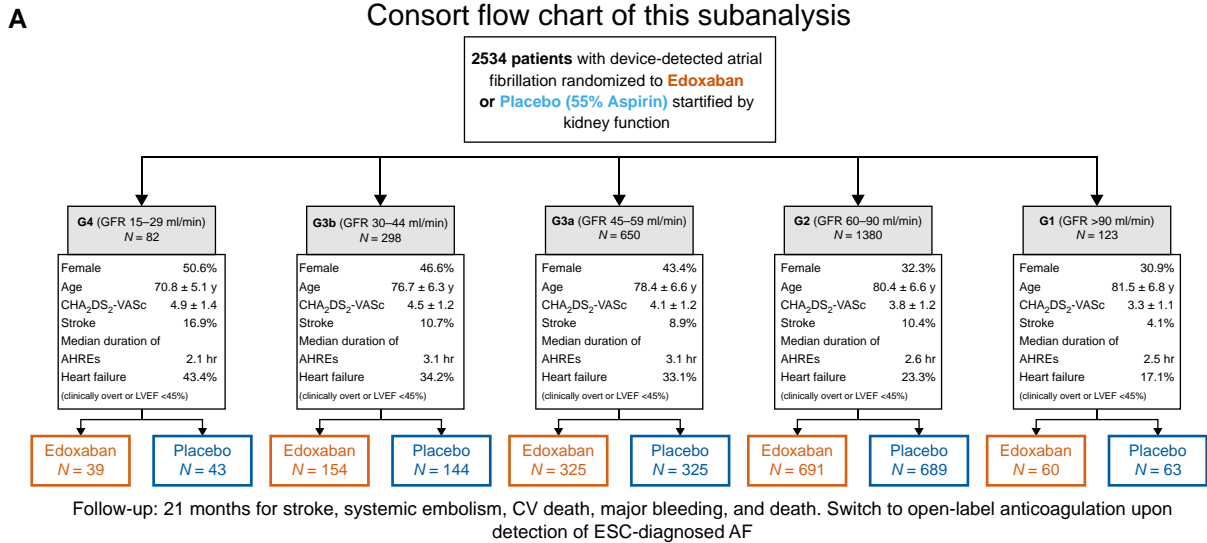 A
Consort flow chart of this subanalysis
2534 patients with device-detected atrial
fibrillation randomized to Edoxaban
or Placebo (55% Aspirin) startified by
kidney function
G4 (GFR 15–29 ml/min)
N = 82
Female 50.6%
Age 70.8 ± 5.1 y
CHA2DS2-VASc 4.9 ± 1.4
Stroke 16.9%
Median duration of
AHREs 2.1 hr
Heart failure 43.4%
(clinically overt or LVEF <45%)
Edoxaban
N = 39
Placebo
N = 43
G3b (GFR 30–44 ml/min)
N = 298
Female 46.6%
Age 76.7 ± 6.3 y
CHA2DS2-VASc 4.5 ± 1.2
Stroke 10.7%
Median duration of
AHREs 3.1 hr
Heart failure 34.2%
(clinically overt or LVEF <45%)
Edoxaban
N = 154
Placebo
N = 144
G3a (GFR 45–59 ml/min)
N = 650
Female 43.4%
Age 78.4 ± 6.6 y
CHA2DS2-VASc 4.1 ± 1.2
Stroke 8.9%
Median duration of
AHREs 3.1 hr
Heart failure 33.1%
(clinically overt or LVEF <45%)
Edoxaban
N = 325
Placebo
N = 325
G2 (GFR 60–90 ml/min)
N = 1380
Female 32.3%
Age 80.4 ± 6.6 y
CHA2DS2-VASc 3.8 ± 1.2
Stroke 10.4%
Median duration of
AHREs 2.6 hr
Heart failure 23.3%
(clinically overt or LVEF <45%)
Edoxaban
N = 691
Placebo
N = 689
G1 (GFR >90 ml/min)
N = 123
Female 30.9%
Age 81.5 ± 6.8 y
CHA2DS2-VASc 3.3 ± 1.1
Stroke 4.1%
Median duration of
AHREs 2.5 hr
Heart failure 17.1%
(clinically overt or LVEF <45%)
Edoxaban
N = 60
Placebo
N = 63
Follow-up: 21 months for stroke, systemic embolism, CV death, major bleeding, and death. Switch to open-label anticoagulation upon
detection of ESC-diagnosed AF